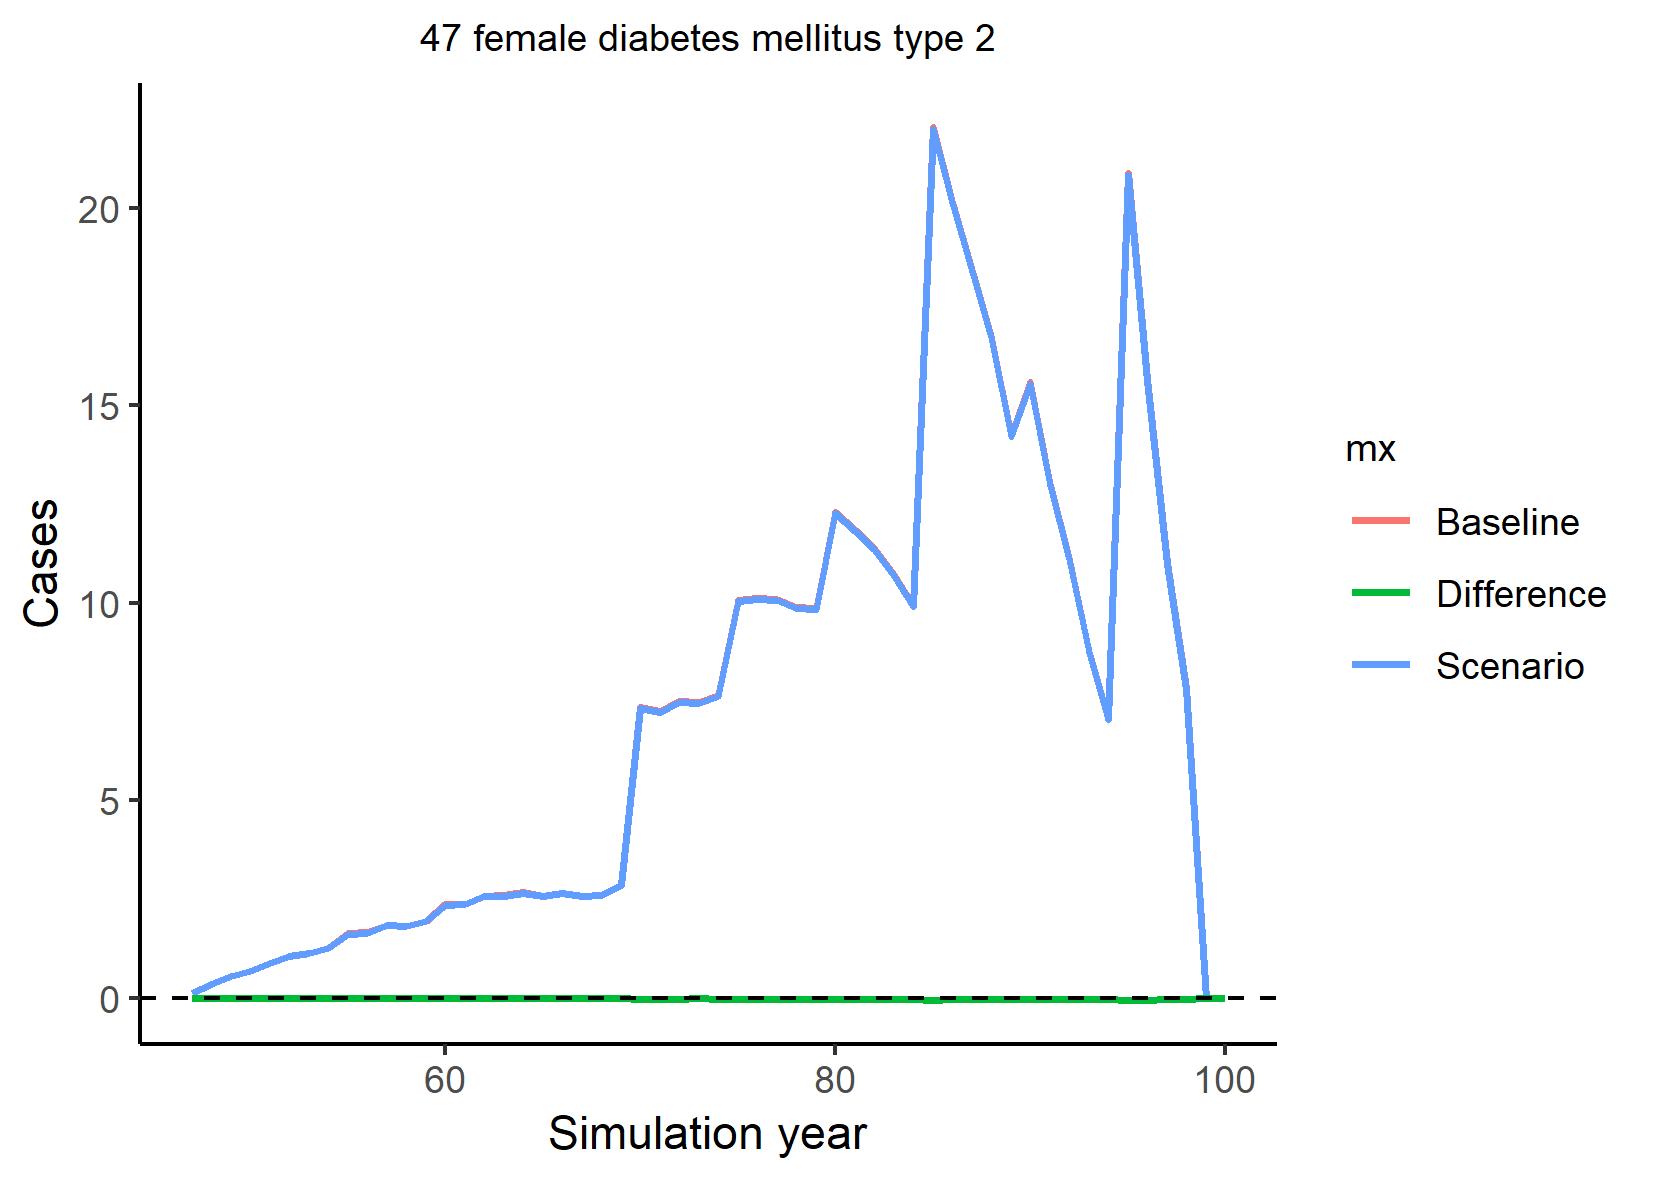 47 female diabetes mellitus type 2
20
15
10
5
0
Cases
60
80
100
Simulation year
mx
Baseline
Difference
Scenario